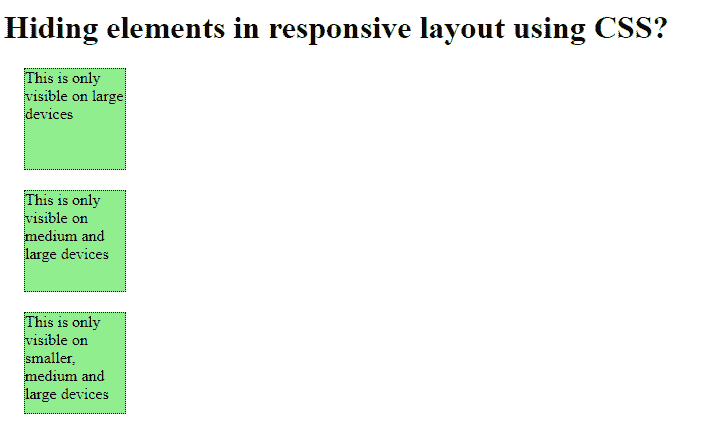 Hiding elements in responsive layout using CSS?
This is only
visible on large
devices
This is only
visible on
medium and
large devices
This is only
visible on
smaller,
medium and
large devices